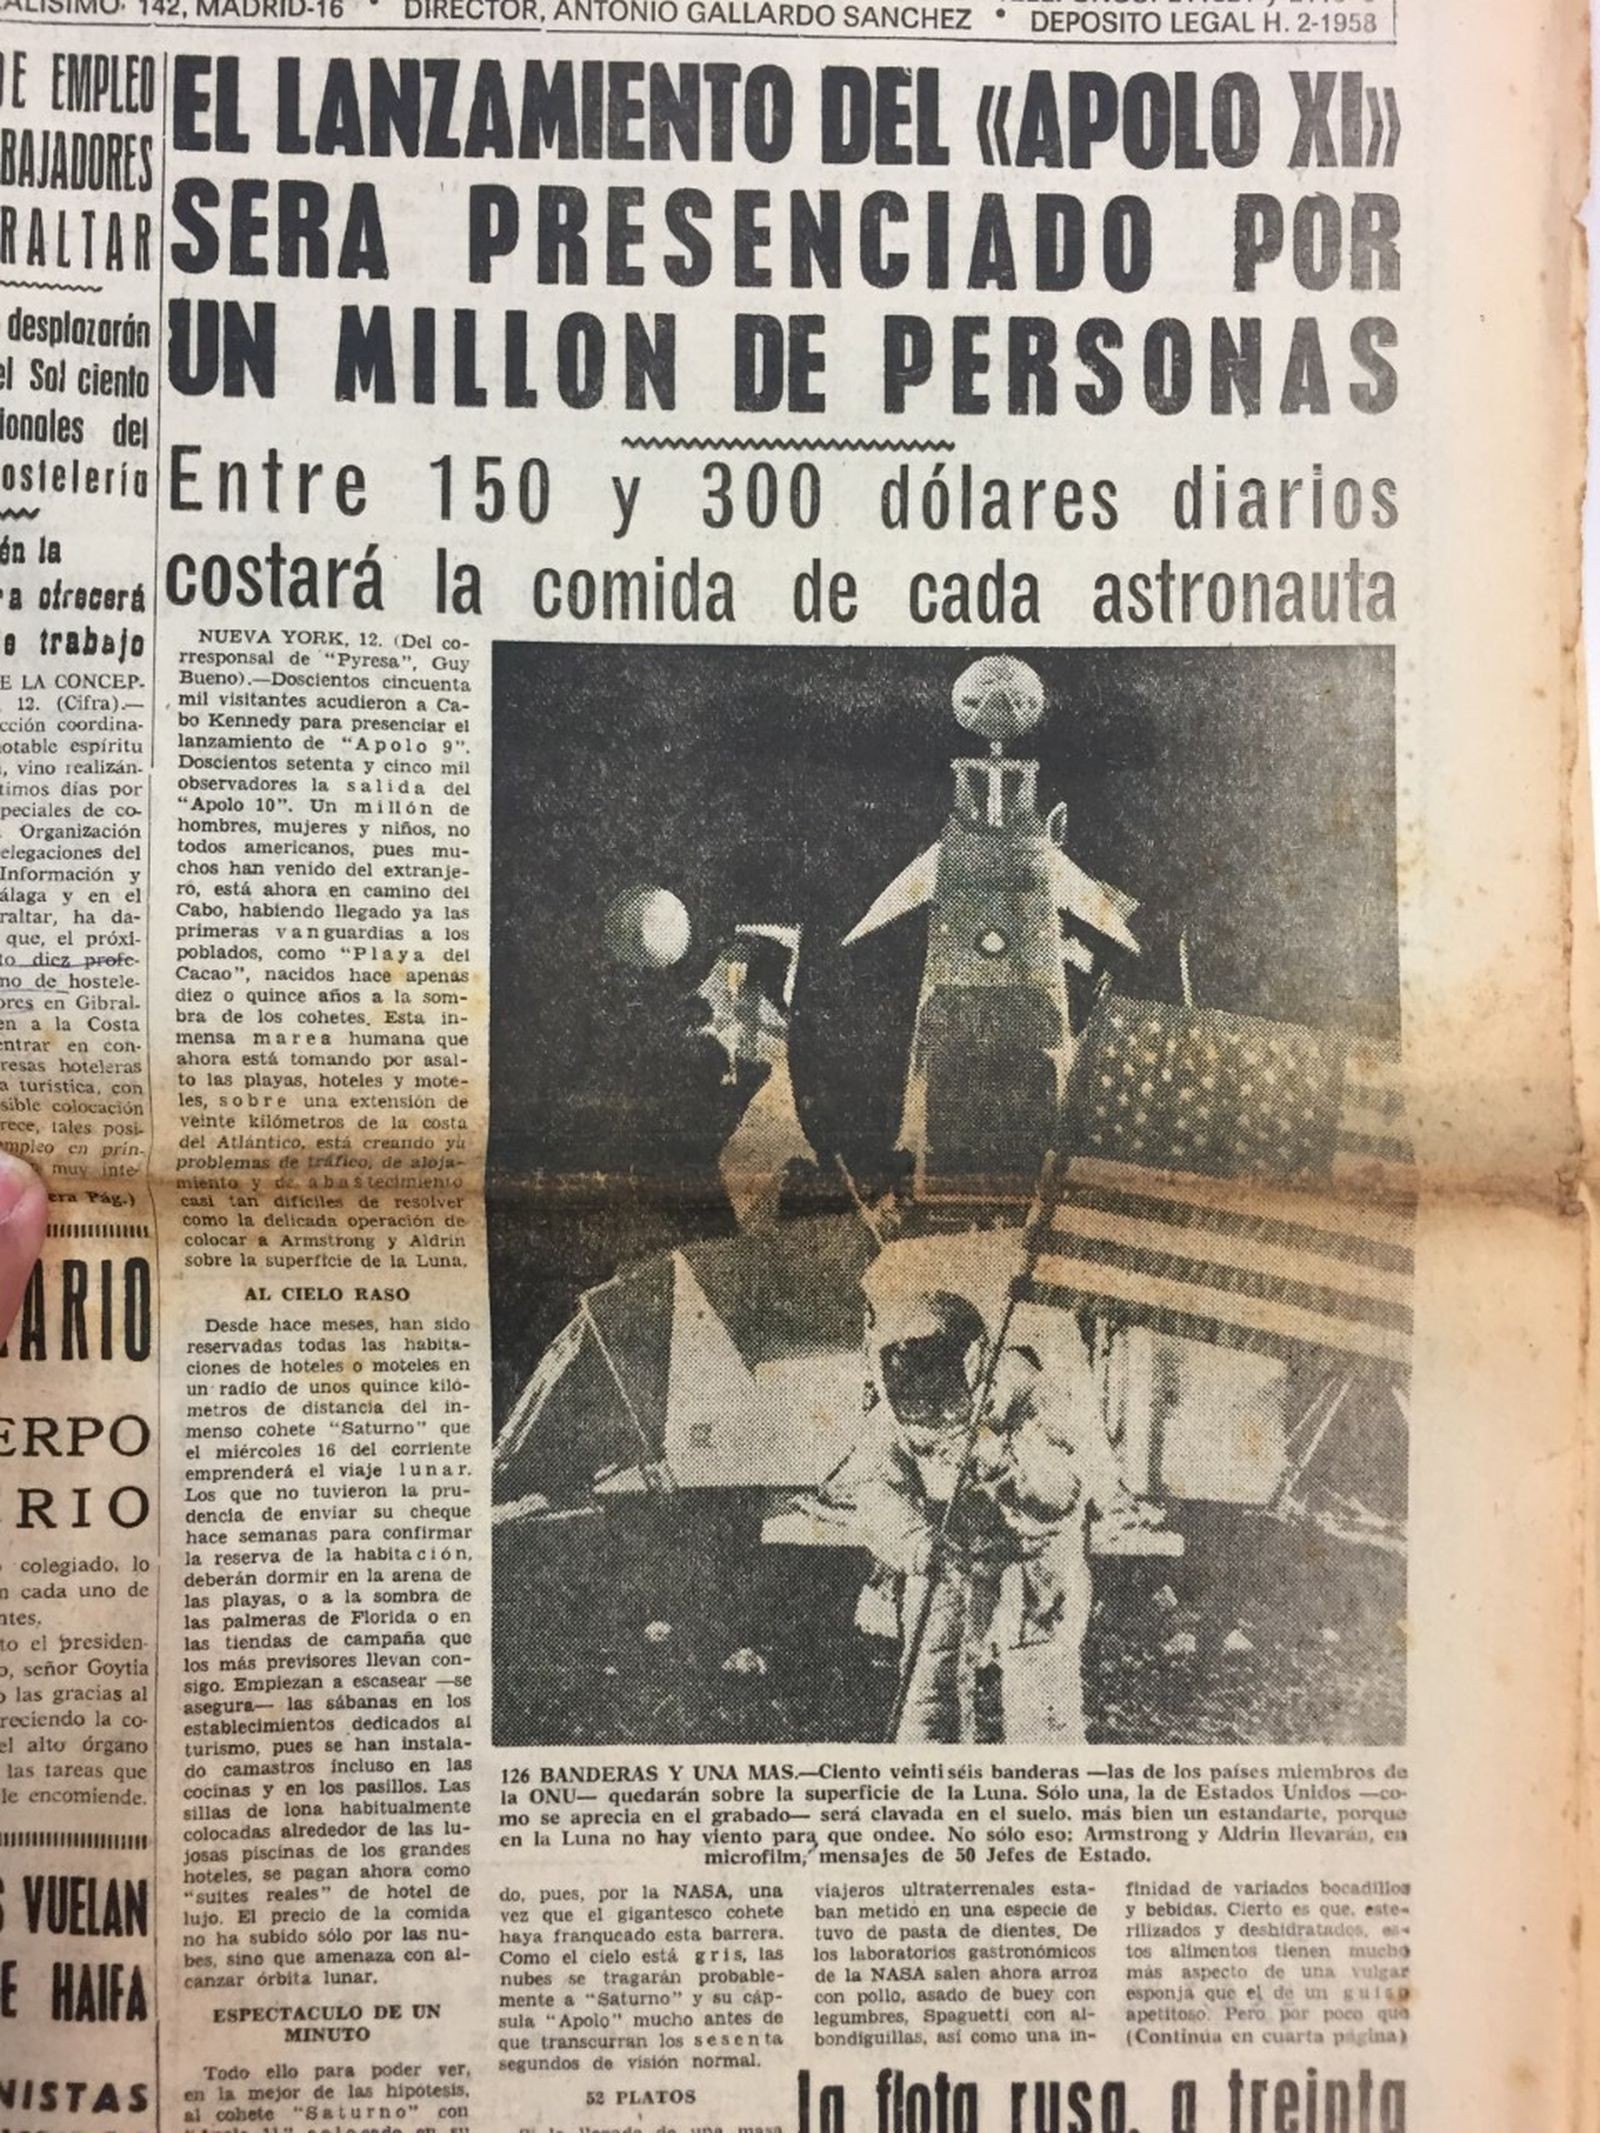 142, MADRID-16 • DIRECTOR, ANTONIO GALLARDO SANCHEZ • DEPOSITO LEGAL H. 2-1958
DE EMPLEO
BAJADORES
RALTAR
desplazarán
el Sol ciento
ionales del
ostelería
én la
ra ofrecerá
e trabajo
E LA CONCEP-
12. (Cifra).—
cción coordina-
otable espíritu
, vino realizán-
timos días por
peciales de co-
Organización
elegaciones del
Información y
álaga y en el
raltar, ha da-
que, el próxi-
to diez profe-
no de hostele-
ores en Gibral-
en a la Costa
entrar en con-
resas hoteleras
a turística, con
sible colocación
rece, tales posi-
mpleo en prin-
muy inte-
era Pág.)
ARIO
ERPO
RIO
colegiado, lo
n cada uno de
ntes.
to el presiden-
o, señor Goytia
o las gracias al
reciendo la co-
el alto órgano
las tareas que
le encomiende.
S VUELAN
E HAIFA
NISTAS
EL LANZAMIENTO DEL «APOLO XI»
SERA PRESENCIADO POR
UN MILLON DE PERSONAS
Entre 150 y 300 dólares diarios
costará la comida de cada astronauta
NUEVA YORK, 12. (Del co-
rresponsal de "Pyresa", Guy
Bueno).—Doscientos cincuenta
mil visitantes acudieron a Ca-
bo Kennedy para presenciar el
lanzamiento de "Apolo 9".
Doscientos setenta y cinco mil
observadores la salida del
"Apolo 10". Un millón de
hombres, mujeres y niños, no
todos americanos, pues mu-
chos han venido del extranje-
ro, está ahora en camino del
Cabo, habiendo llegado ya las
primeras vanguardias a los
poblados, como "Playa del
Cacao", nacidos hace apenas
diez o quince años a la som-
bra de los cohetes. Esta in-
mensa marea humana que
ahora está tomando por asal-
to las playas, hoteles y mote-
les, sobre una extensión de
veinte kilómetros de la costa
del Atlántico, está creando ya
problemas de tráfico, de aloja-
miento y de abastecimiento
casi tan difíciles de resolver
como la delicada operación de
colocar a Armstrong y Aldrin
sobre la superficie de la Luna.
AL CIELO RASO
Desde hace meses, han sido
reservadas todas las habita-
ciones de hoteles o moteles en
un radio de unos quince kiló-
metros de distancia del in-
menso cohete "Saturno" que
el miércoles 16 del corriente
emprenderá el viaje lunar.
Los que no tuvieron la pru-
dencia de enviar su cheque
hace semanas para confirmar
la reserva de la habitación,
deberán dormir en la arena de
las playas, o a la sombra de
las palmeras de Florida o en
las tiendas de campaña que
los más previsores llevan con-
sigo. Empiezan a escasear —se
asegura— las sábanas en los
establecimientos dedicados al
turismo, pues se han instala-
do camastros incluso en las
cocinas y en los pasillos. Las
sillas de lona habitualmente
colocadas alrededor de las lu-
josas piscinas de los grandes
hoteles, se pagan ahora como
"suites reales" de hotel de
lujo. El precio de la comida
no ha subido sólo por las nu-
bes, sino que amenaza con al-
canzar órbita lunar.
ESPECTACULO DE UN
MINUTO
Todo ello para poder ver,
en la mejor de las hipótesis,
al cohete "Saturno" con
126 BANDERAS Y UNA MAS.—Ciento veintiséis banderas —las de los países miembros de
la ONU— quedarán sobre la superficie de la Luna. Sólo una, la de Estados Unidos —co-
mo se aprecia en el grabado— será clavada en el suelo, más bien un estandarte, porque
en la Luna no hay viento para que ondee. No sólo eso: Armstrong y Aldrin llevarán, en
microfilm, mensajes de 50 Jefes de Estado.
do, pues, por la NASA, una
vez que el gigantesco cohete
haya franqueado esta barrera.
Como el cielo está gris, las
nubes se tragarán probable-
mente a "Saturno" y su cáp-
sula "Apolo" mucho antes de
que transcurran los sesenta
segundos de visión normal.
52 PLATOS
viajeros ultraterrenales esta-
ban metido en una especie de
tuvo de pasta de dientes. De
los laboratorios gastronómicos
de la NASA salen ahora arroz
con pollo, asado de buey con
legumbres, Spaguetti con al-
bondiguillas, así como una in-
finidad de variados bocadillos
y bebidas. Cierto es que, este-
rilizados y deshidratados, es-
tos alimentos tienen mucho
más aspecto de una vulgar
esponja que el de un guiso
apetitoso. Pero por poco que
(Continúa en cuarta página)
la flota rusa, a treinta